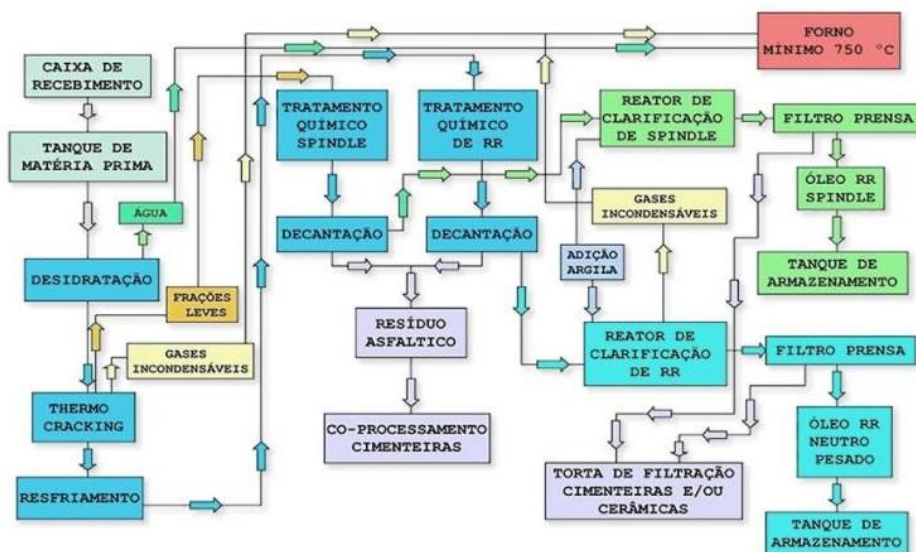 FORNO
MÍNIMO 750 °C
CAIXA DE
RECEBIMENTO
TRATAMENTO
QUÍMICO
SPINDLE
TRATAMENTO
QUÍMICO
DE RR
REATOR DE
CLARIFICAÇÃO
DE SPINDLE
FILTRO PRENSA
TANQUE DE
MATÉRIA PRIMA
ÓLEO RR
SPINDLE
ÁGUA
GASES
INCONDENSÁVEIS
DECANTAÇÃO
DECANTAÇÃO
ADIÇÃO
ARGILA
DESIDRATAÇÃO
TANQUE DE
ARMAZENAMENTO
FRAÇÕES
LEVES
RESÍDUO
ASFALTICO
REATOR DE
CLARIFICAÇÃO
DE RR
FILTRO PRENSA
GASES
INCONDENSÁVEIS
THERMO
CRACKING
CO-PROCESSAMENTO
CIMENTEIRAS
ÓLEO RR
NEUTRO
PESADO
RESFRIAMENTO
TORTA DE FILTRAÇÃO
CIMENTEIRAS E/OU
CERÂMICAS
TANQUE DE
ARMAZENAMENTO